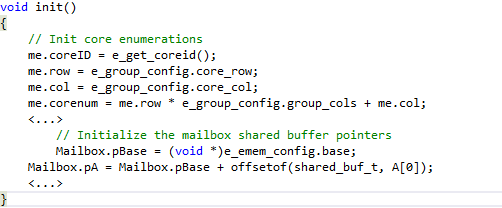 void init()
{
    // Init core enumerations
    me.coreID = e_get_coreid();
    me.row = e_group_config.core_row;
    me.col = e_group_config.core_col;
    me.corenum = me.row * e_group_config.group_cols + me.col;
    <...>
        // Initialize the mailbox shared buffer pointers
        Mailbox.pBase = (void *)e_emem_config.base;
    Mailbox.pA = Mailbox.pBase + offsetof(shared_buf_t, A[0]);
    <...>
}